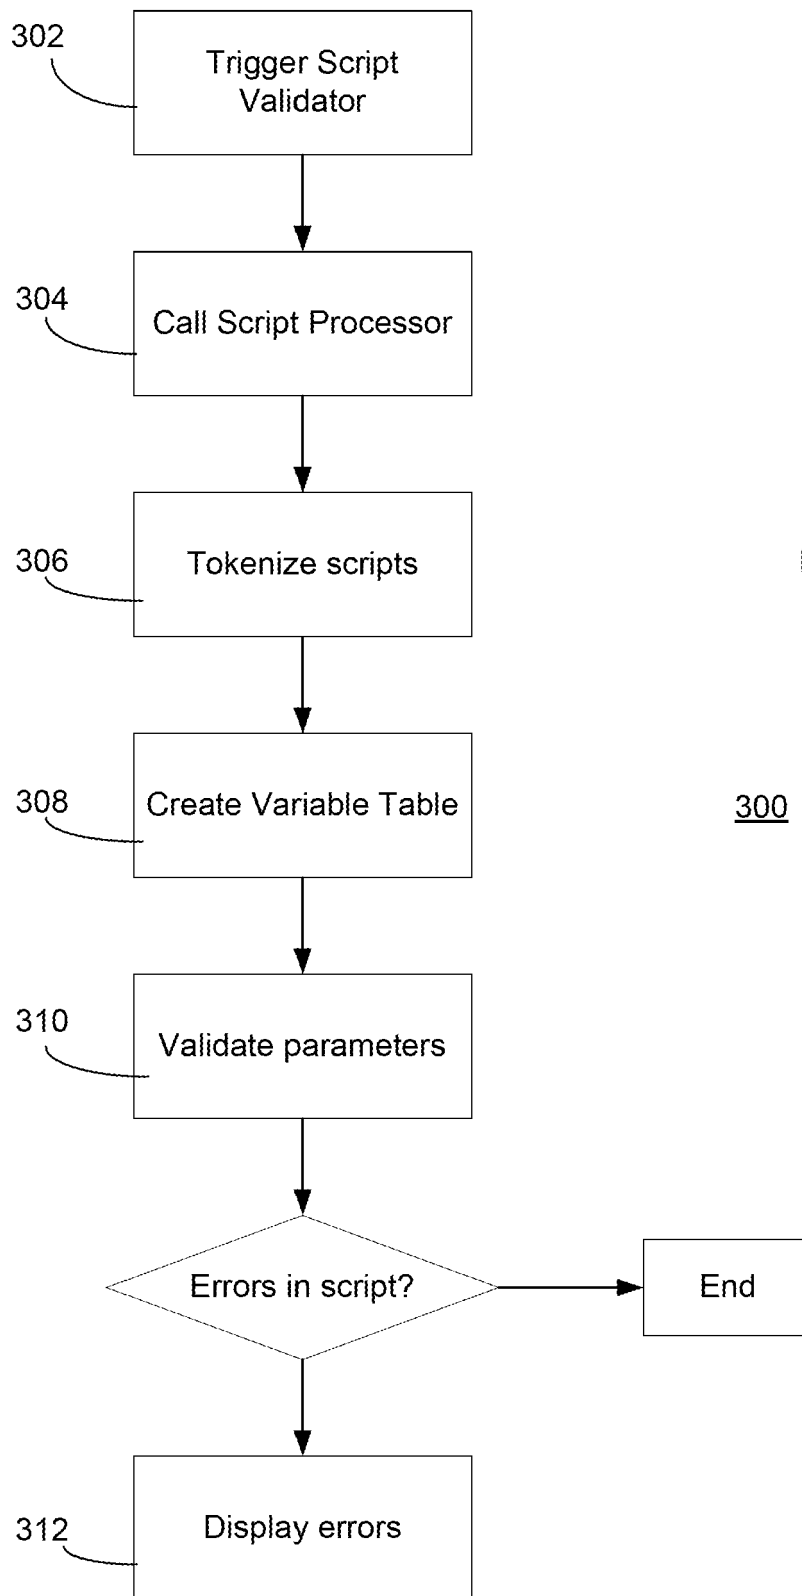 302
Trigger Script
Validator
304
Call Script Processor
306
Tokenize scripts
308
Create Variable Table
300
310
Validate parameters
Errors in script?
End
312
Display errors